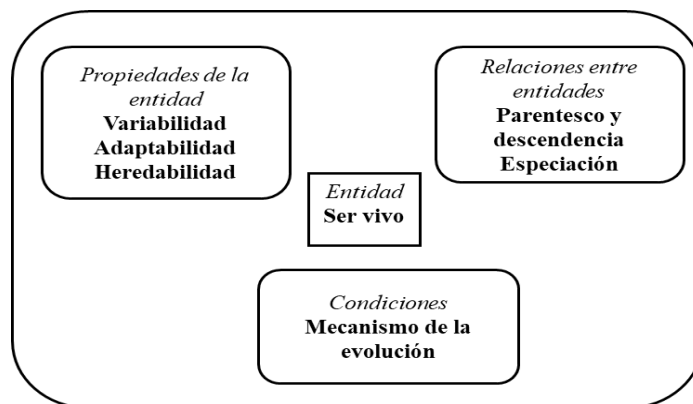 Propiedades de la
entidad
Variabilidad
Adaptabilidad
Heredabilidad
Relaciones entre
entidades
Parentesco y
descendencia
Especiación
Entidad
Ser vivo
Condiciones
Mecanismo de la
evolución